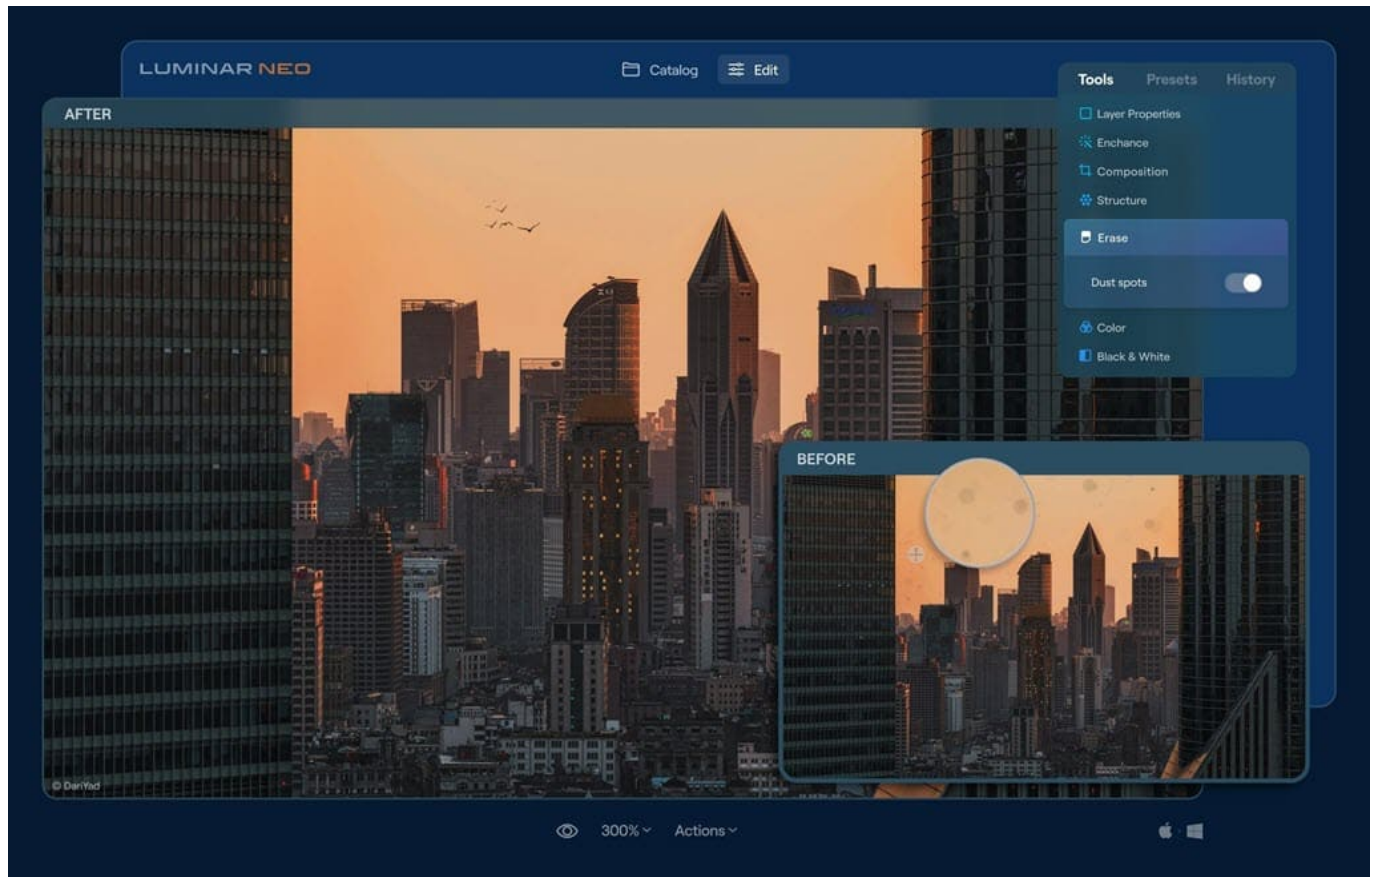 LUMINAR NEO
Catalog
Edit
Tools
Presets
History
AFTER
Layer Properties
Enchance
Composition
Structure
Erase
Dust spots
Color
Black & White
BEFORE
© DariYad
300%
Actions